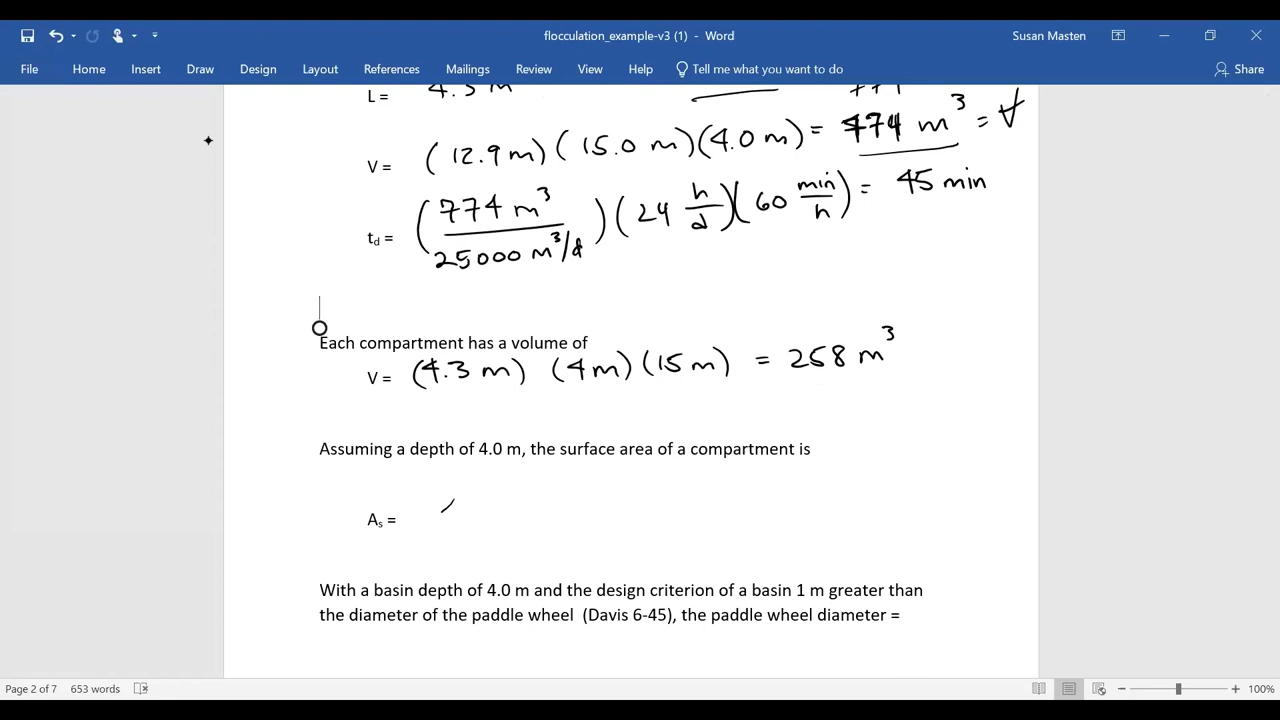 flocculation_example-v3 (1) - Word
Susan Masten
File Home Insert Draw Design Layout References Mailings Review View Help Tell me what you want to do Share
L = 4.3 m
V = (12.9 m) (15.0 m)(4.0 m) = 774 m³ = V
td = (774 m³ / 25000 m³/d) (24 h/d)(60 min/h) = 45 min
Each compartment has a volume of
V = (4.3 m) (4 m) (15 m) = 258 m³
Assuming a depth of 4.0 m, the surface area of a compartment is
As =
With a basin depth of 4.0 m and the design criterion of a basin 1 m greater than
the diameter of the paddle wheel (Davis 6-45), the paddle wheel diameter =
Page 2 of 7 653 words 100%